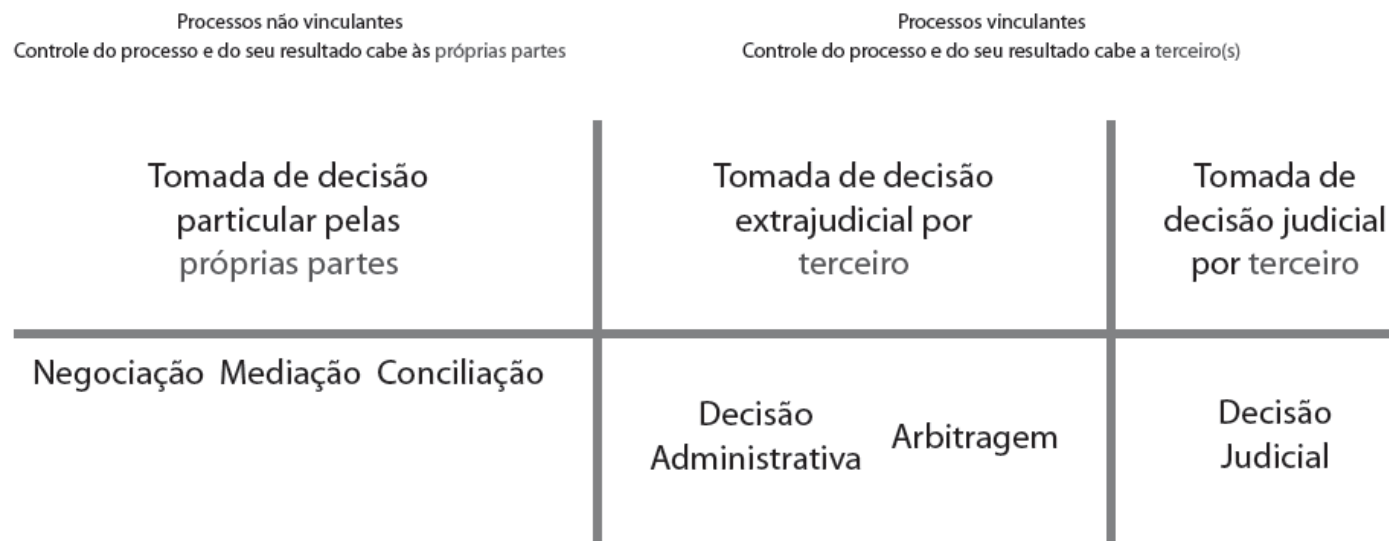 Processos não vinculantes
Controle do processo e do seu resultado cabe às próprias partes
Processos vinculantes
Controle do processo e do seu resultado cabe a terceiro(s)
Tomada de decisão
particular pelas
próprias partes
Tomada de decisão
extrajudicial por
terceiro
Tomada de
decisão judicial
por terceiro
Negociação Mediação Conciliação
Decisão
Administrativa
Arbitragem
Decisão
Judicial